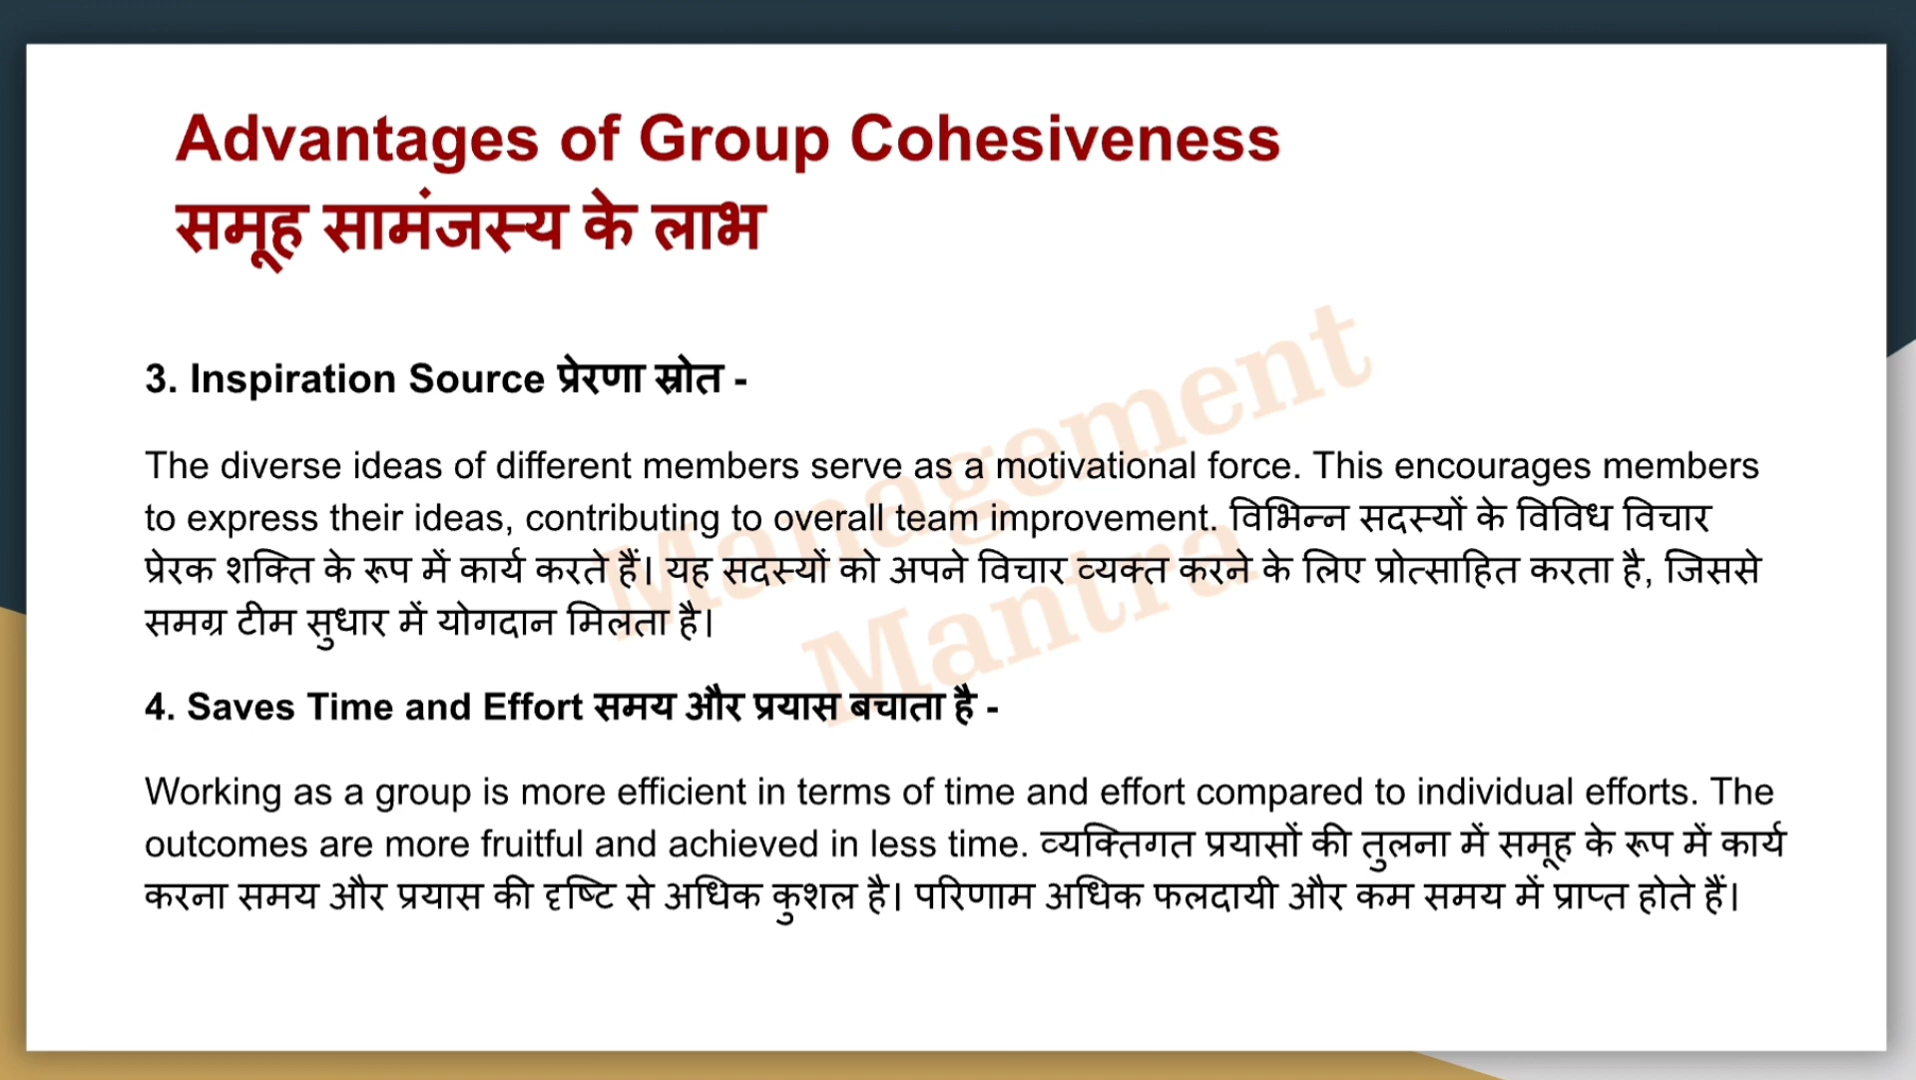 Advantages of Group Cohesiveness
समूह सामंजस्य के लाभ
3. Inspiration Source प्रेरणा स्रोत -
The diverse ideas of different members serve as a motivational force. This encourages members
to express their ideas, contributing to overall team improvement. विभिन्न सदस्यों के विविध विचार
प्रेरक शक्ति के रूप में कार्य करते हैं। यह सदस्यों को अपने विचार व्यक्त करने के लिए प्रोत्साहित करता है, जिससे
समग्र टीम सुधार में योगदान मिलता है।
4. Saves Time and Effort समय और प्रयास बचाता है -
Working as a group is more efficient in terms of time and effort compared to individual efforts. The
outcomes are more fruitful and achieved in less time. व्यक्तिगत प्रयासों की तुलना में समूह के रूप में कार्य
करना समय और प्रयास की दृष्टि से अधिक कुशल है। परिणाम अधिक फलदायी और कम समय में प्राप्त होते हैं।
Management
Mantra